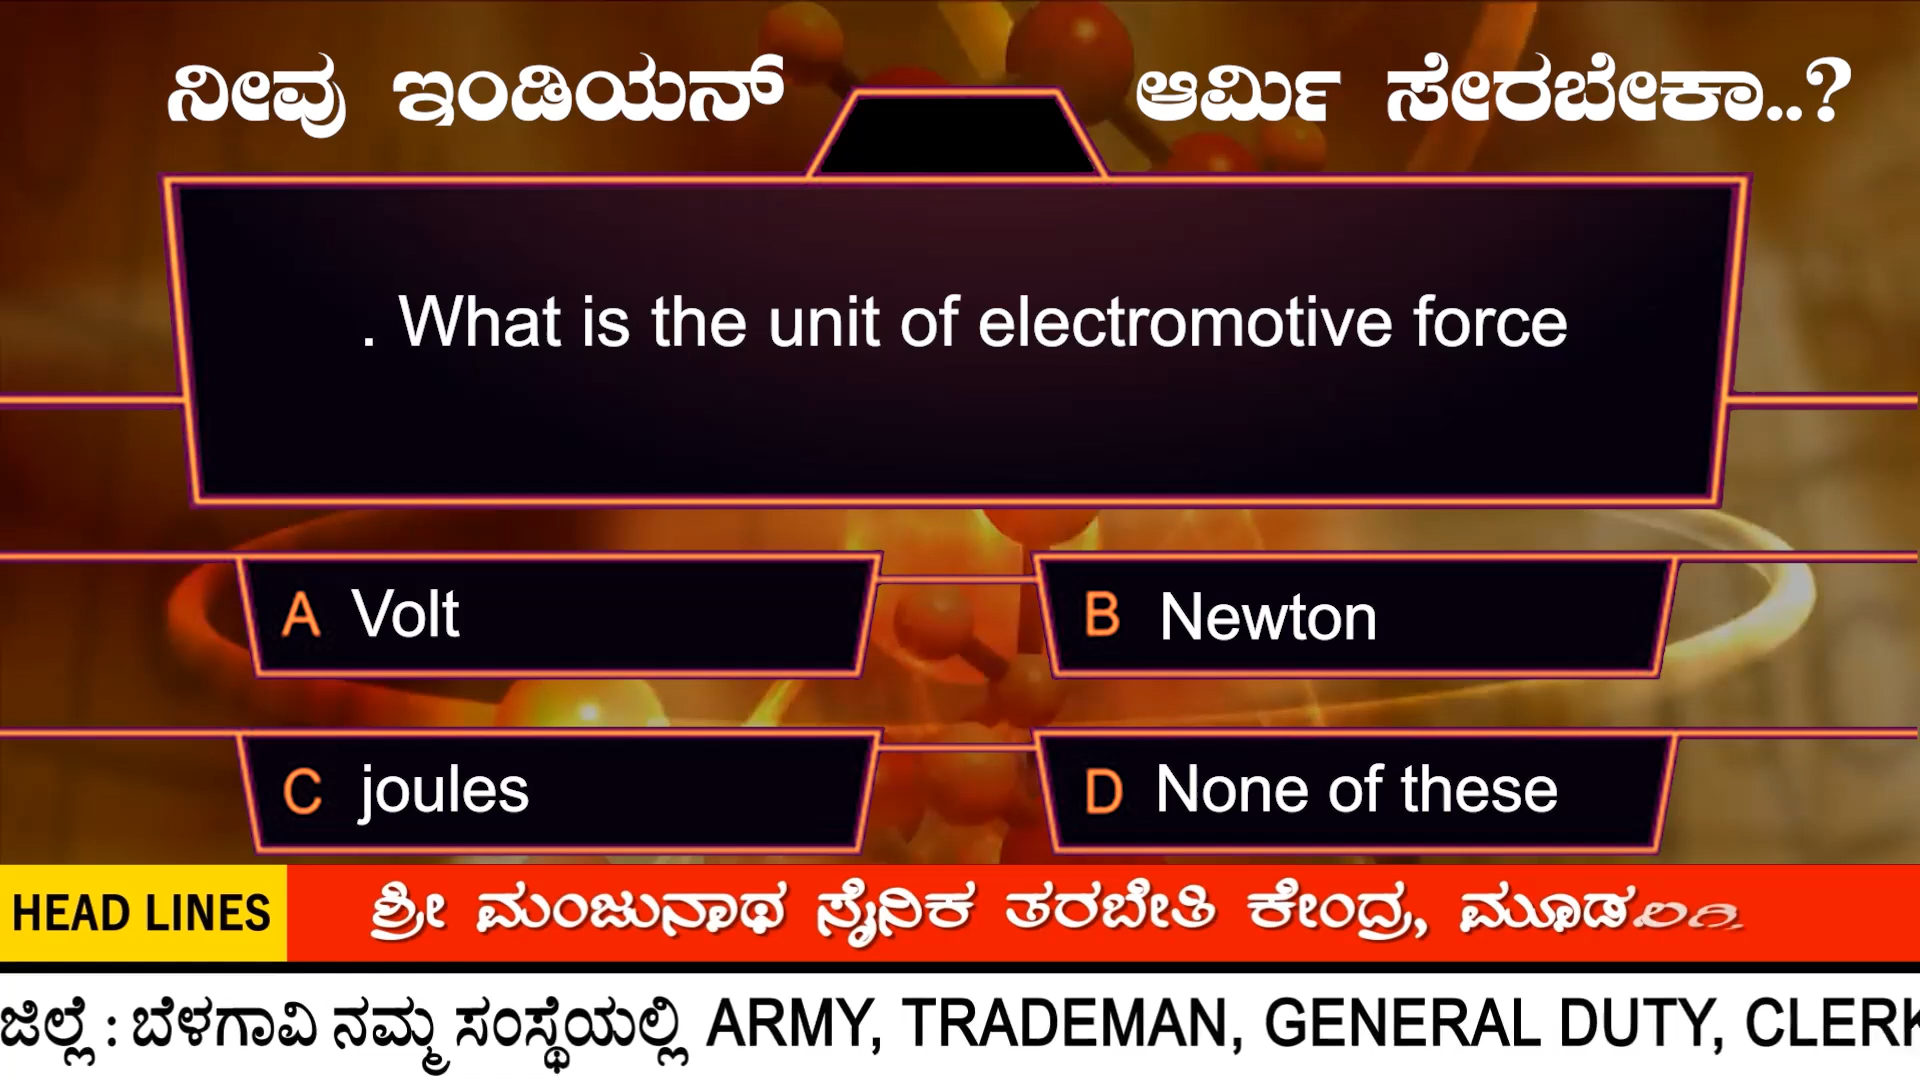 ನೀವು ಇಂಡಿಯನ್ ಆರ್ಮಿ ಸೇರಬೇಕಾ..?
. What is the unit of electromotive force
A Volt
B Newton
C joules
D None of these
HEAD LINES
ಶ್ರೀ ಮಂಜುನಾಥ ಸೈನಿಕ ತರಬೇತಿ ಕೇಂದ್ರ,
ಜಿಲ್ಲೆ : ಬೆಳಗಾವಿ ನಮ್ಮ ಸಂಸ್ಥೆಯಲ್ಲಿ ARMY, TRADEMAN, GENERAL DUTY, CLERK